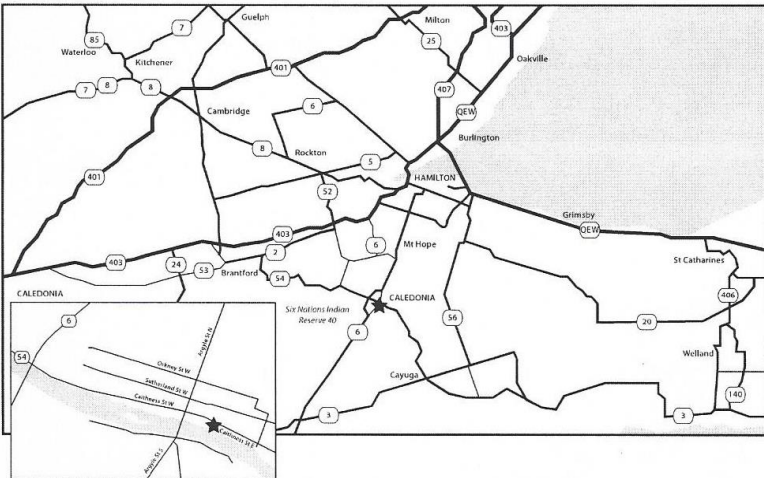 Guelph
Milton
403
85
7
25
Waterloo
Kitchener
Oakville
401
407
7
8
8
6
QEW
Cambridge
Burlington
Rockton
8
5
401
HAMILTON
52
Grimsby
403
6
QEW
2
Mt Hope
403
24
53
Brantford
54
St Catharines
406
CALEDONIA
Six Nations Indian
Reserve 40
CALEDONIA
6
56
20
Welland
Cayuga
3
3
140
6
54
Argyle St N
Orkney St W
Sutherland St W
Caithness St W
Caithness St E
Argyle St S